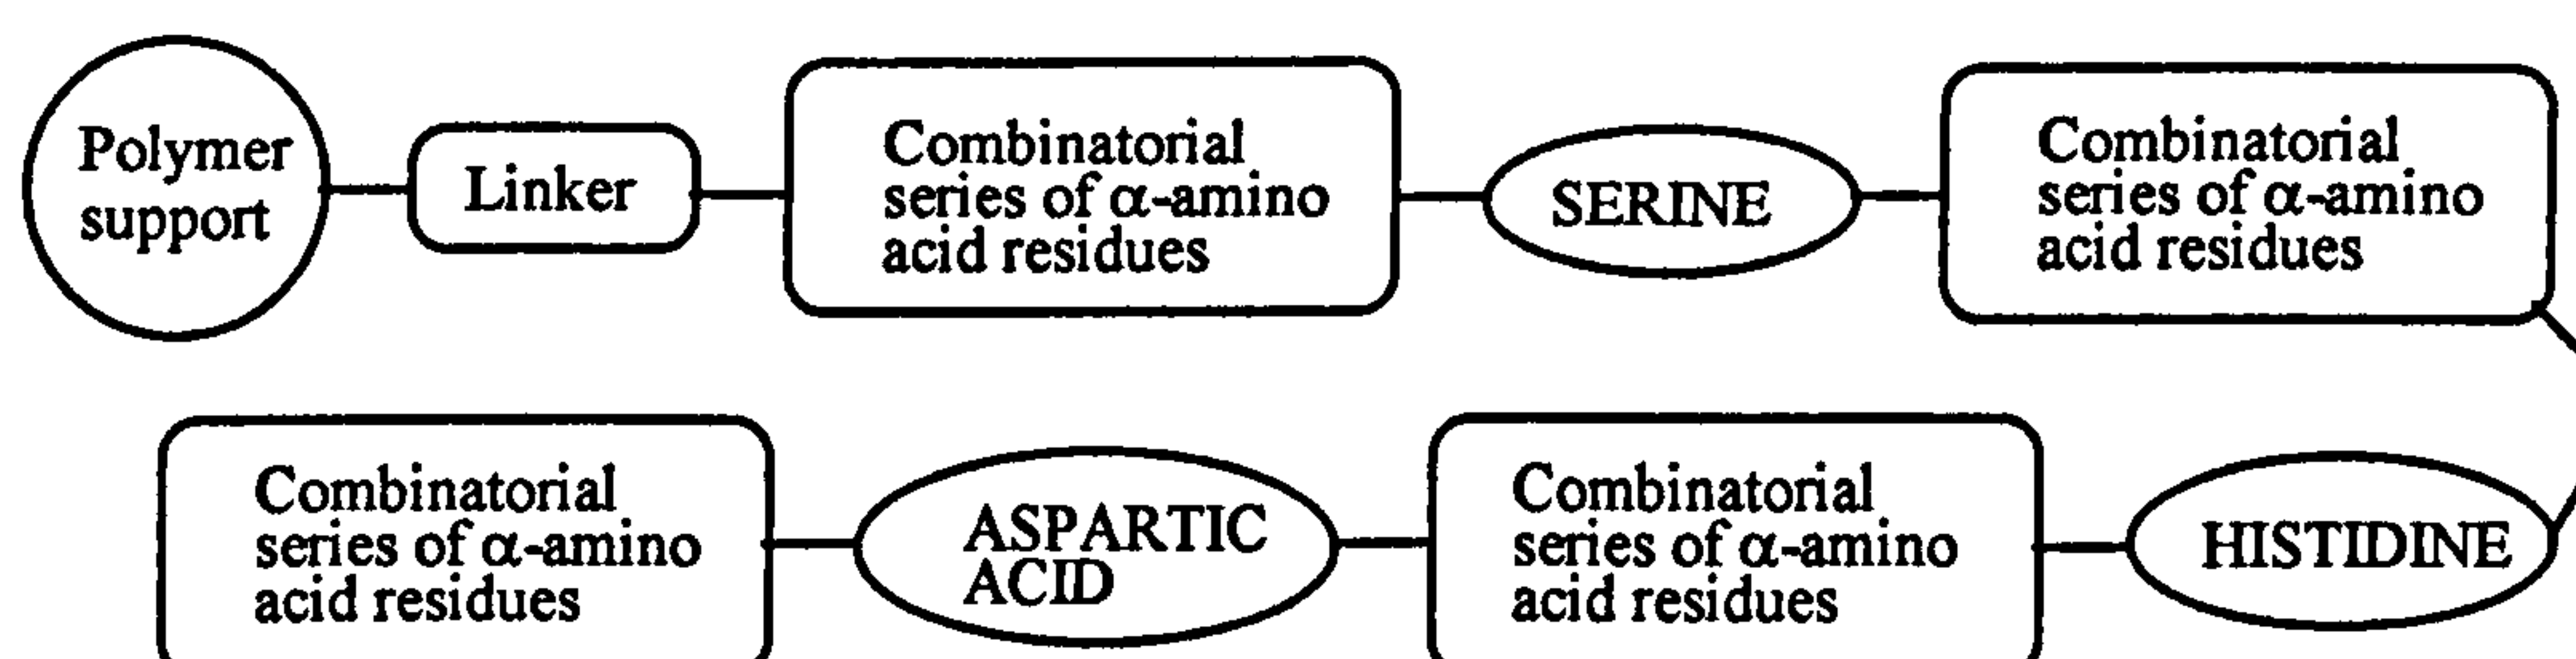 Polymer
support
Linker
Combinatorial
series of α-amino
acid residues
SERINE
Combinatorial
series of α-amino
acid residues
Combinatorial
series of α-amino
acid residues
ASPARTIC
ACID
Combinatorial
series of α-amino
acid residues
HISTIDINE